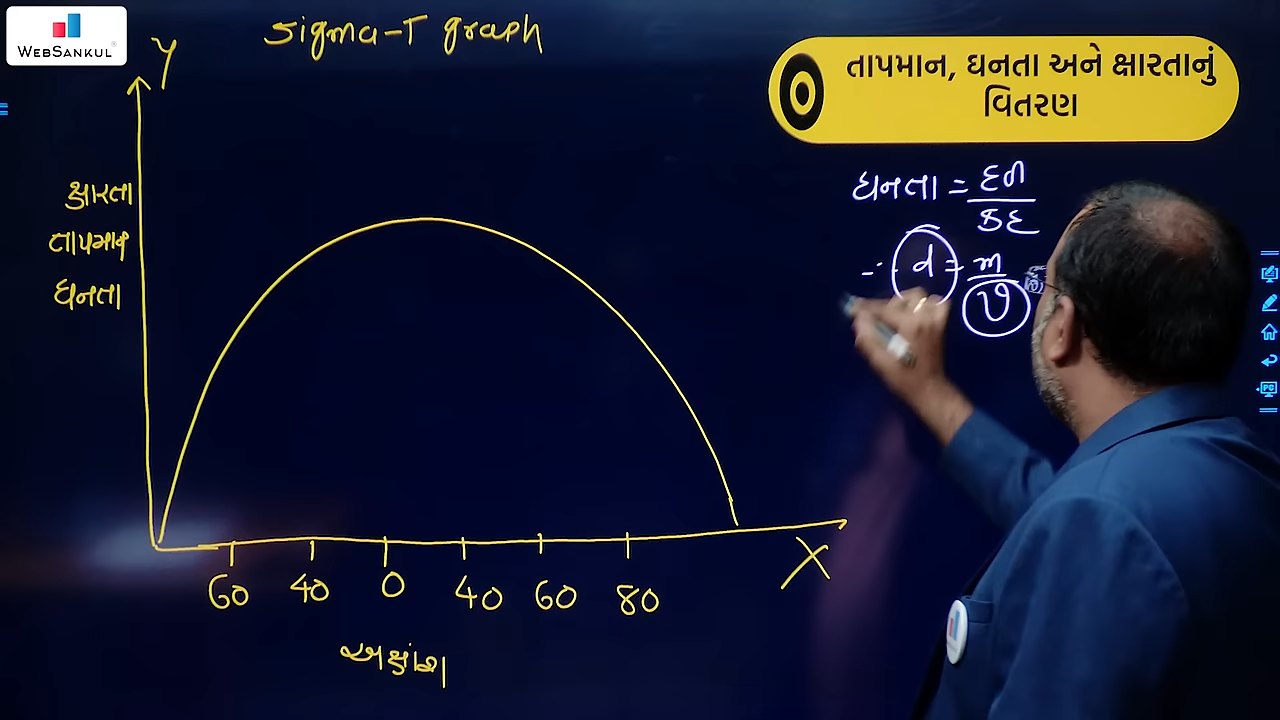 WEBSANKUL
Y
Sigma-T graph
તાપમાન, ઘનતા અને ક્ષારતાનું
વિતરણ
ક્ષારતા
તાપમાન
ઘનતા
ઘનતા = દળ
કદ
∴ d = m
v
60 40 0 40 60 80
X
અક્ષાંશ